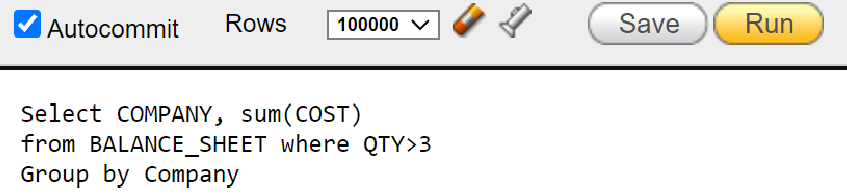 Autocommit Rows 100000 Save Run
Select COMPANY, sum(COST)
from BALANCE_SHEET where QTY>3
Group by Company